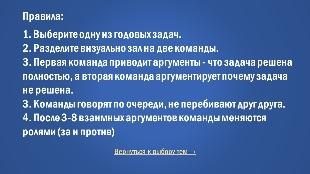 Правила:
1. Выберите одну из годовых задач.
2. Разделите визуально зал на две команды.
3. Первая команда приводит аргументы - что задача решена
полностью, а вторая команда аргументирует почему задача
не решена.
3. Команды говорят по очереди, не перебивают друг друга.
4. После 3-8 взаимных аргументов команды меняются
ролями (за и против)
Вернуться к выбору тем →